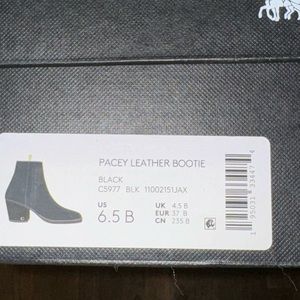 PACEY LEATHER BOOTIE
BLACK
C5977 BLK 11002151JAX
US
6.5 B
UK 4.5 B
EUR 37 B
CN 235 B